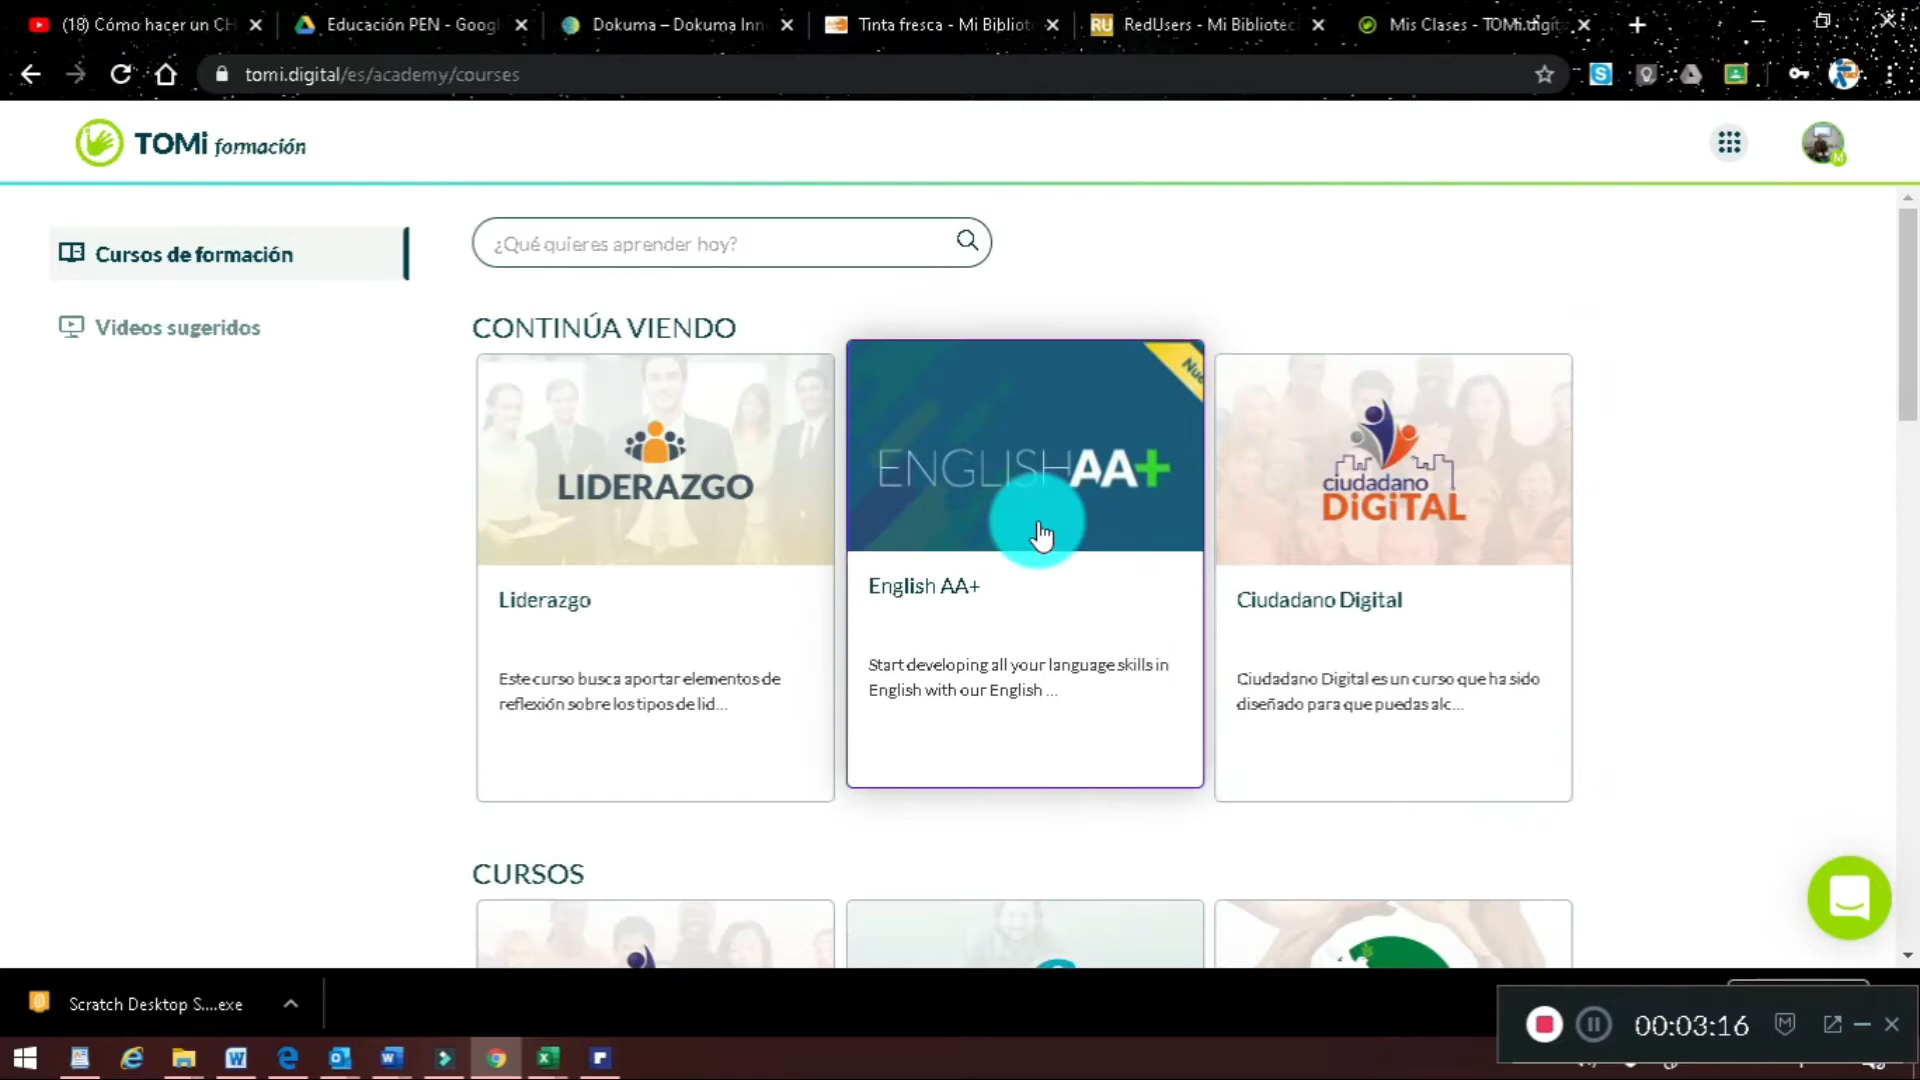 (18) Cómo hacer un CH
Educación PEN - Googl
Dokuma – Dokuma Inn
Tinta fresca - Mi Bibliot
RU RedUsers - Mi Bibliotec
Mis Clases - TOMi.digit
tomi.digital/es/academy/courses
TOMi formación
M
Cursos de formación
¿Qué quieres aprender hoy?
Videos sugeridos
CONTINÚA VIENDO
LIDERAZGO
Nue
ENGLISHAA+
ciudadano
DiGiTAL
Liderazgo
English AA+
Ciudadano Digital
Este curso busca aportar elementos de
reflexión sobre los tipos de lid...
Start developing all your language skills in
English with our English ...
Ciudadano Digital es un curso que ha sido
diseñado para que puedas alc...
CURSOS
Scratch Desktop S....exe
00:03:16